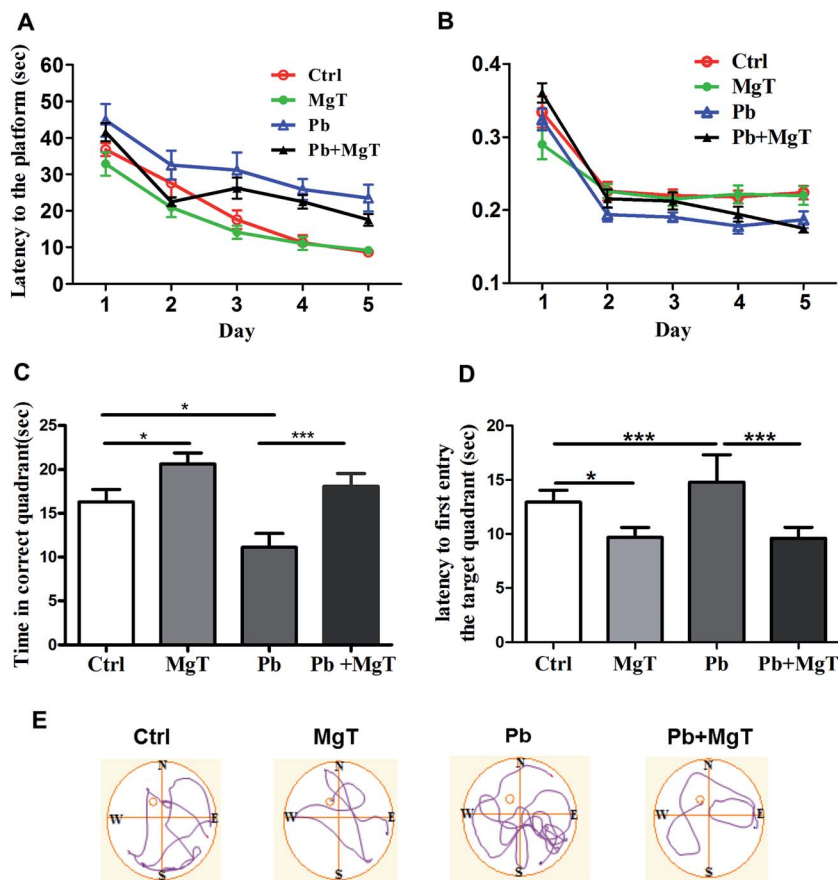 A
Latency to the platform (sec)
60
50
40
30
20
10
0
Ctrl
MgT
Pb
Pb+MgT
1 2 3 4 5
Day
B
0.4
0.3
0.2
0.1
Ctrl
MgT
Pb
Pb+MgT
1 2 3 4 5
Day
C
Time in correct quadrant(sec)
25
20
15
10
5
0
*
*
***
Ctrl MgT Pb Pb +MgT
D
latency to first entry
the target quadrant (sec)
20
15
10
5
0
***
***
*
Ctrl MgT Pb Pb+MgT
E
Ctrl MgT Pb Pb+MgT
N N N N
W E W E W E W E
S S S S